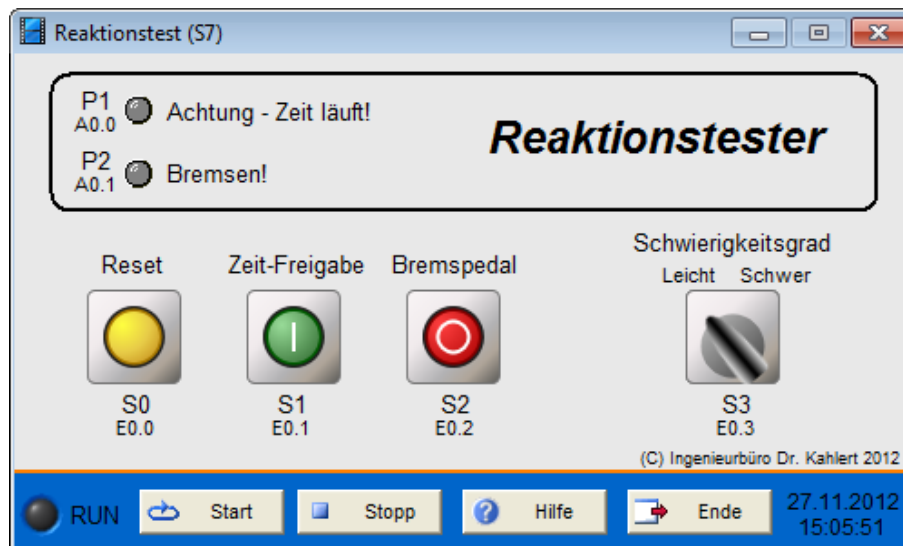 Reaktionstest (S7)
P1
A0.0
Achtung - Zeit läuft!
Reaktionstester
P2
A0.1
Bremsen!
Schwierigkeitsgrad
Reset
Zeit-Freigabe
Bremspedal
Leicht
Schwer
S0
E0.0
S1
E0.1
S2
E0.2
S3
E0.3
(C) Ingenieurbüro Dr. Kahlert 2012
RUN
Start
Stopp
Hilfe
Ende
27.11.2012
15:05:51